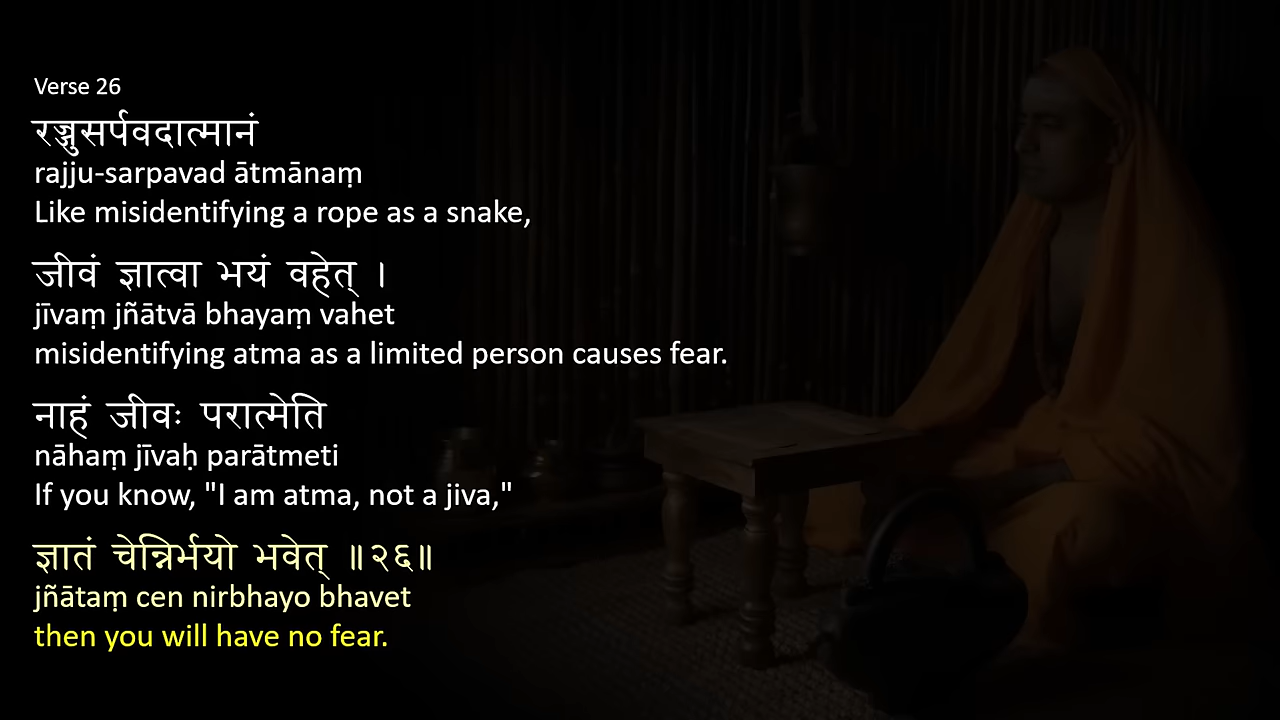 Verse 26
रज्जुसर्पवदात्मानं
rajju-sarpavad ātmānaṃ
Like misidentifying a rope as a snake,
जीवं ज्ञात्वा भयं वहेत् ।
jīvaṃ jñātvā bhayaṃ vahet
misidentifying atma as a limited person causes fear.
नाहं जीवः परात्मेति
nāhaṃ jīvaḥ parātmeti
If you know, "I am atma, not a jiva,"
ज्ञातं चेन्निर्भयो भवेत् ॥२६॥
jñātaṃ cen nirbhayo bhavet
then you will have no fear.